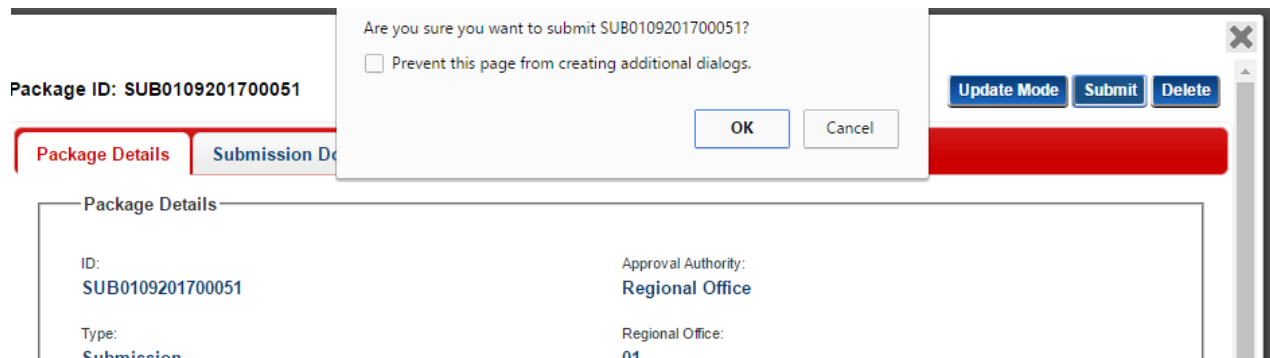 Are you sure you want to submit SUB0109201700051?
Prevent this page from creating additional dialogs.
OK Cancel
Package ID: SUB0109201700051
Update Mode Submit Delete
Package Details Submission Do
Package Details
ID: Approval Authority:
SUB0109201700051 Regional Office
Type: Regional Office:
Submission 01